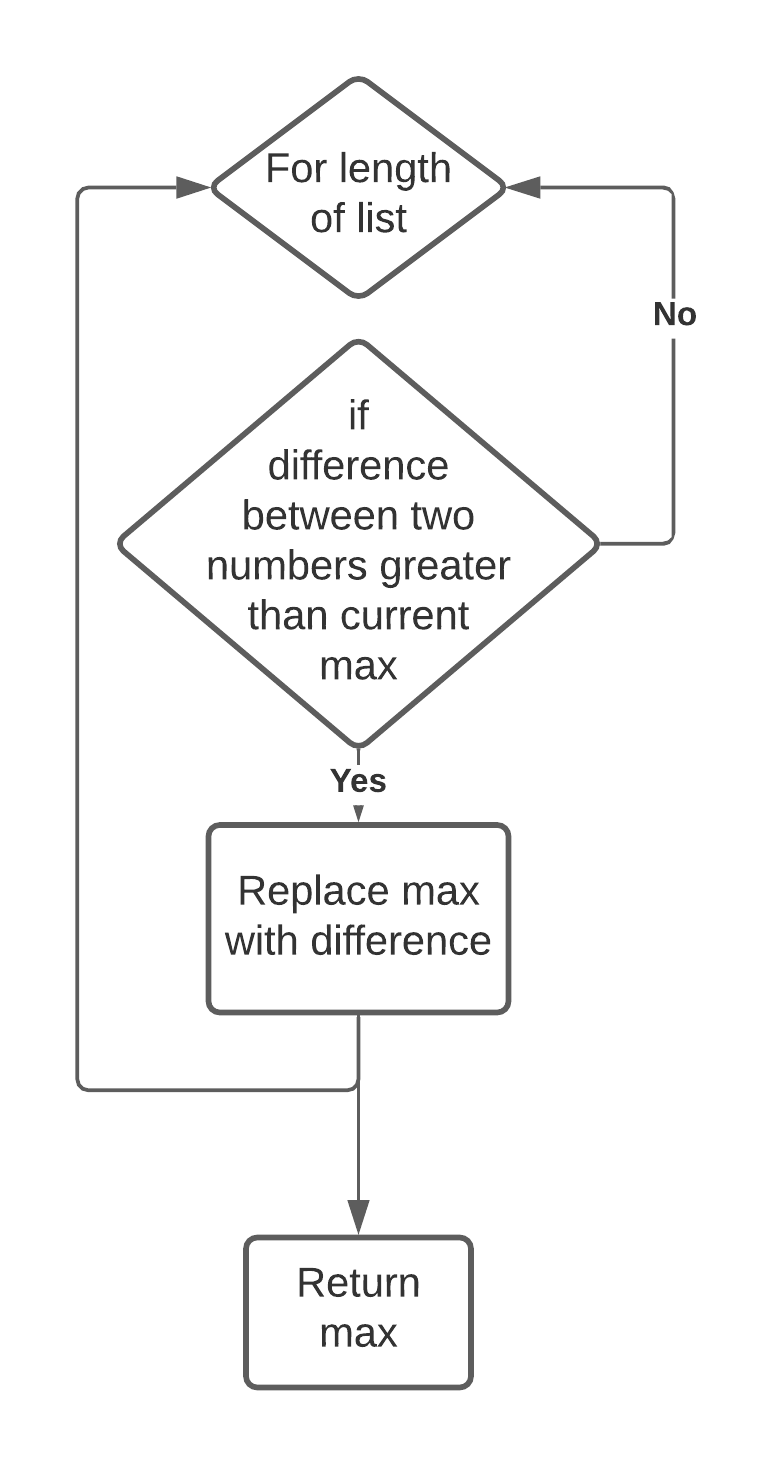 For length
of list
No
if
difference
between two
numbers greater
than current
max
Yes
Replace max
with difference
Return
max